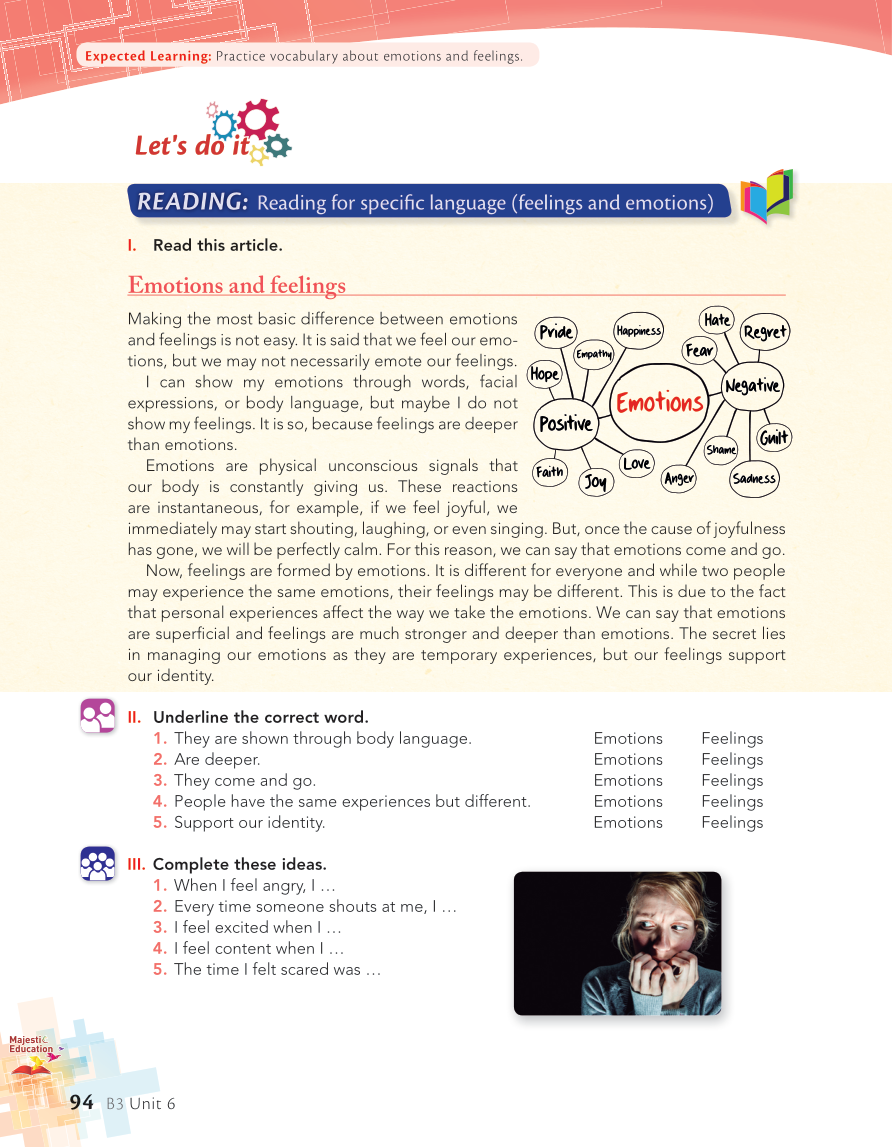 Expected Learning: Practice vocabulary about emotions and feelings.
Let's do it
READING: Reading for specific language (feelings and emotions)
I. Read this article.
Emotions and feelings
Making the most basic difference between emotions
and feelings is not easy. It is said that we feel our emo-
tions, but we may not necessarily emote our feelings.
I can show my emotions through words, facial
expressions, or body language, but maybe I do not
show my feelings. It is so, because feelings are deeper
than emotions.
Emotions are physical unconscious signals that
our body is constantly giving us. These reactions
are instantaneous, for example, if we feel joyful, we
immediately may start shouting, laughing, or even singing. But, once the cause of joyfulness
has gone, we will be perfectly calm. For this reason, we can say that emotions come and go.
Now, feelings are formed by emotions. It is different for everyone and while two people
may experience the same emotions, their feelings may be different. This is due to the fact
that personal experiences affect the way we take the emotions. We can say that emotions
are superficial and feelings are much stronger and deeper than emotions. The secret lies
in managing our emotions as they are temporary experiences, but our feelings support
our identity.
Pride
Happiness
Empathy
Hope
Positive
Faith
Joy
Love
Emotions
Hate
Regret
Fear
Negative
Guilt
Shame
Anger
Sadness
II. Underline the correct word.
1. They are shown through body language. Emotions Feelings
2. Are deeper. Emotions Feelings
3. They come and go. Emotions Feelings
4. People have the same experiences but different. Emotions Feelings
5. Support our identity. Emotions Feelings
III. Complete these ideas.
1. When I feel angry, I …
2. Every time someone shouts at me, I …
3. I feel excited when I …
4. I feel content when I …
5. The time I felt scared was …
Majestic
Education
94 B3 Unit 6